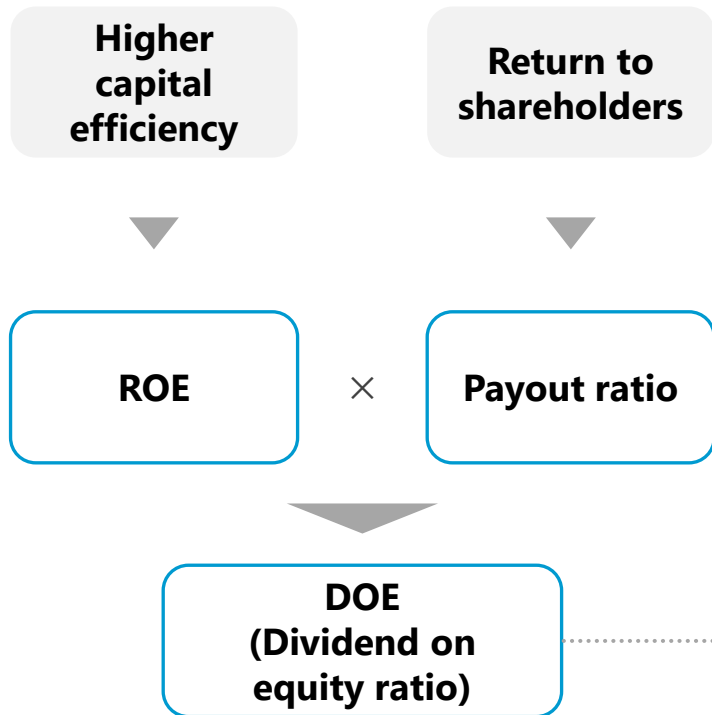 Higher
capital
efficiency
Return to
shareholders
ROE
×
Payout ratio
DOE
(Dividend on
equity ratio)